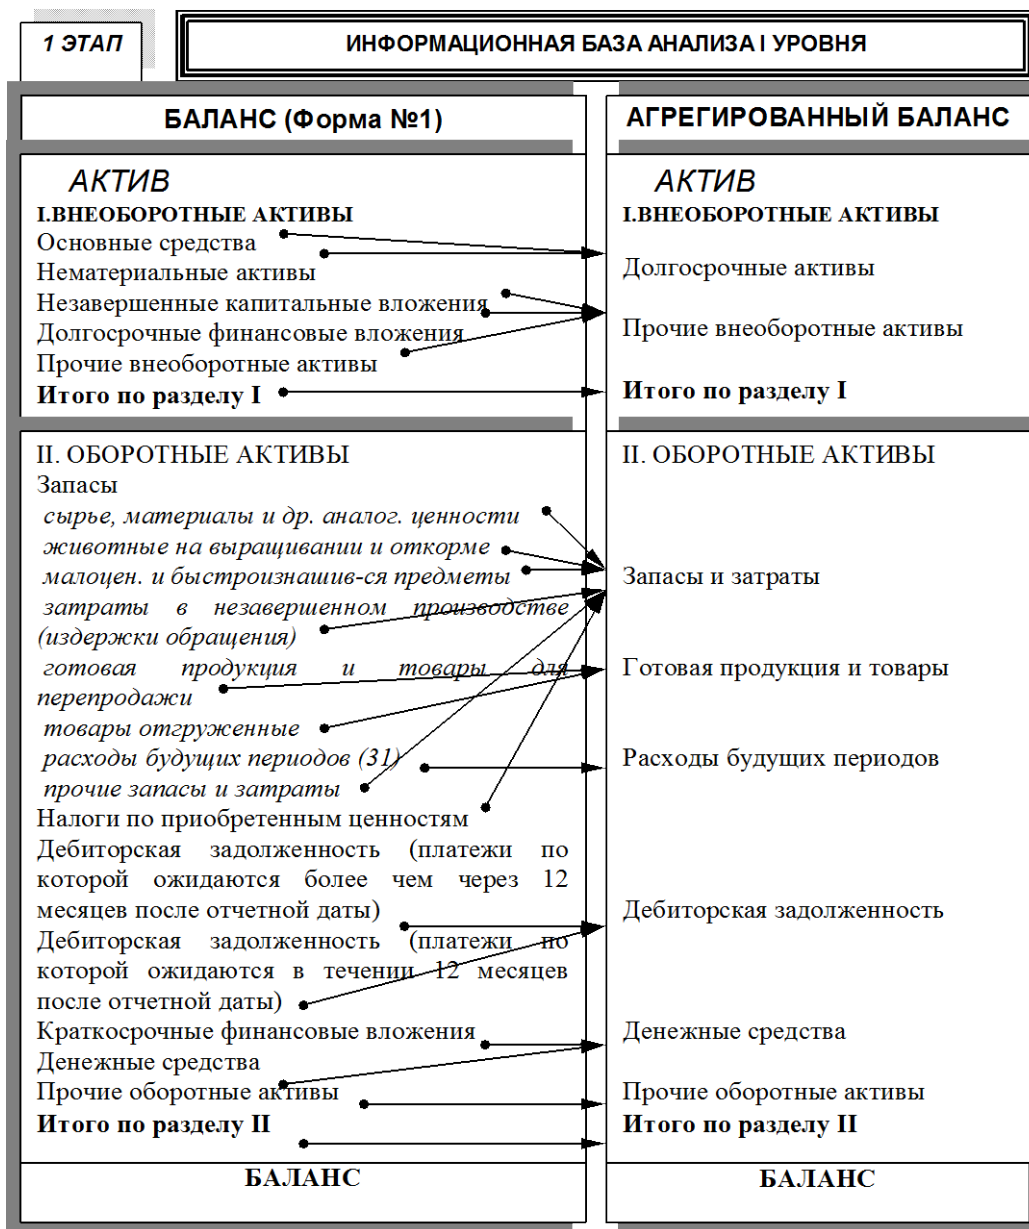 1 ЭТАП
ИНФОРМАЦИОННАЯ БАЗА АНАЛИЗА I УРОВНЯ
БАЛАНС (Форма №1)
АКТИВ
I.ВНЕОБОРОТНЫЕ АКТИВЫ
Основные средства
Нематериальные активы
Незавершенные капитальные вложения
Долгосрочные финансовые вложения
Прочие внеоборотные активы
Итого по разделу I
II. ОБОРОТНЫЕ АКТИВЫ
Запасы
сырье, материалы и др. аналог. ценности
животные на выращивании и откорме
малоцен. и быстроизнашив-ся предметы
затраты в незавершенном производстве
(издержки обращения)
готовая продукция и товары для
перепродажи
товары отгруженные
расходы будущих периодов (31)
прочие запасы и затраты
Налоги по приобретенным ценностям
Дебиторская задолженность (платежи по
которой ожидаются более чем через 12
месяцев после отчетной даты)
Дебиторская задолженность (платежи по
которой ожидаются в течении 12 месяцев
после отчетной даты)
Краткосрочные финансовые вложения
Денежные средства
Прочие оборотные активы
Итого по разделу II
БАЛАНС
АГРЕГИРОВАННЫЙ БАЛАНС
АКТИВ
I.ВНЕОБОРОТНЫЕ АКТИВЫ
Долгосрочные активы
Прочие внеоборотные активы
Итого по разделу I
II. ОБОРОТНЫЕ АКТИВЫ
Запасы и затраты
Готовая продукция и товары
Расходы будущих периодов
Дебиторская задолженность
Денежные средства
Прочие оборотные активы
Итого по разделу II
БАЛАНС